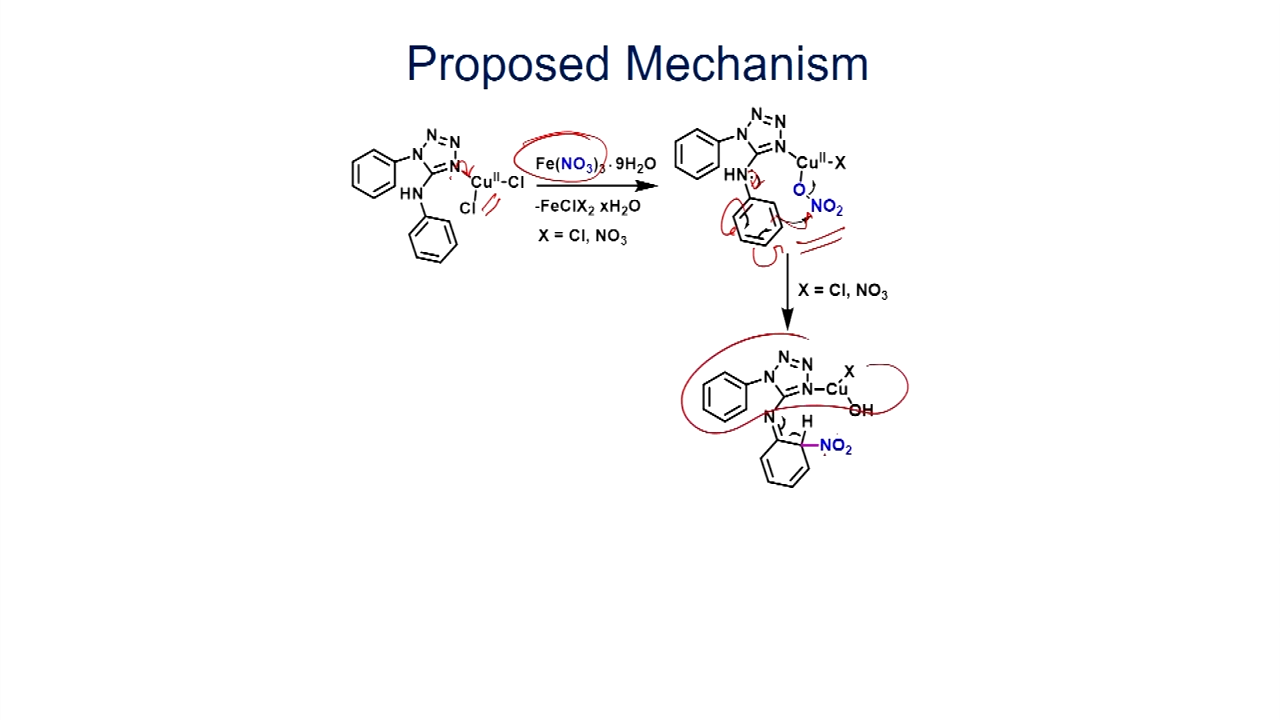 Proposed Mechanism
N N
N N
HN
Cu^II-Cl
Cl
Fe(NO₃)₃·9H₂O
-FeClX₂ xH₂O
X = Cl, NO₃
N N
N N
HN
Cu^II-X
O
NO₂
X = Cl, NO₃
N N
N N
Cu
X
OH
N
H
NO₂